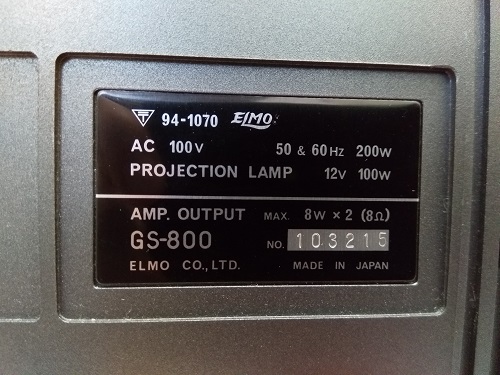 〒 94-1070 ELMO
AC 100V 50 & 60Hz 200W
PROJECTION LAMP 12V 100W
AMP. OUTPUT MAX. 8W × 2 (8Ω)
GS-800 NO. 103215
ELMO CO., LTD. MADE IN JAPAN